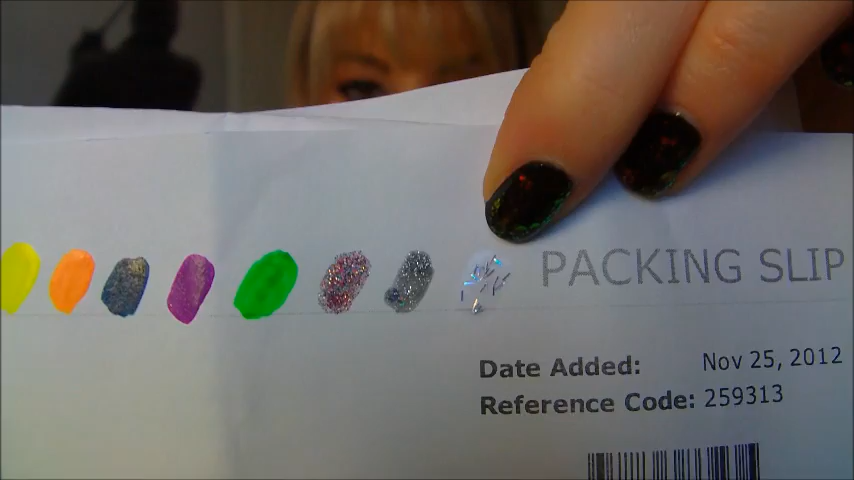 PACKING SLIP
Date Added: Nov 25, 2012
Reference Code: 259313